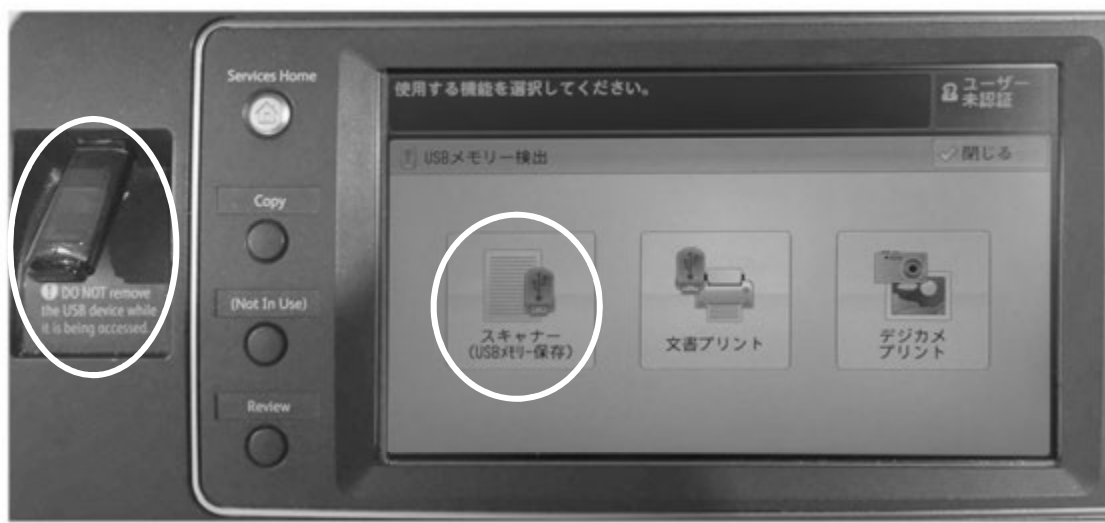 Services Home
Copy
(Not In Use)
Review
DO NOT remove
the USB device while
it is being accessed.
使用する機能を選択してください。
ユーザー
未認証
USBメモリー検出
閉じる
スキャナー
(USBメモリー保存)
文書プリント
デジカメ
プリント